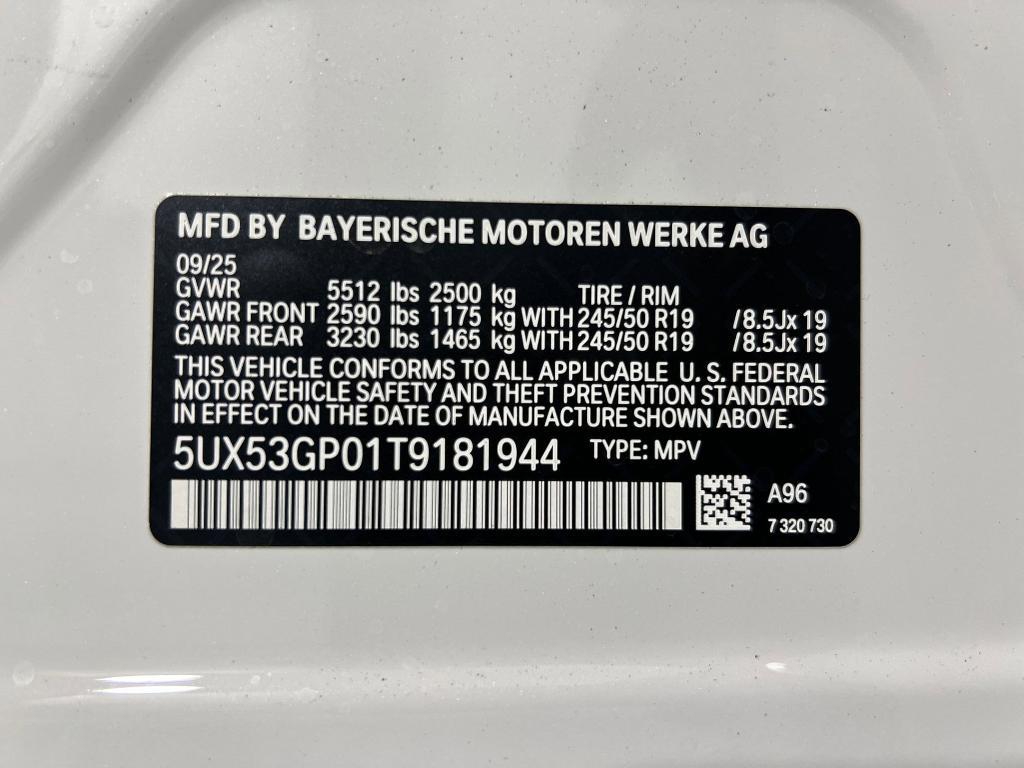 MFD BY BAYERISCHE MOTOREN WERKE AG
09/25
GVWR 5512 lbs 2500 kg TIRE / RIM
GAWR FRONT 2590 lbs 1175 kg WITH 245/50 R19 /8.5Jx 19
GAWR REAR 3230 lbs 1465 kg WITH 245/50 R19 /8.5Jx 19
THIS VEHICLE CONFORMS TO ALL APPLICABLE U. S. FEDERAL
MOTOR VEHICLE SAFETY AND THEFT PREVENTION STANDARDS
IN EFFECT ON THE DATE OF MANUFACTURE SHOWN ABOVE.
5UX53GP01T9181944 TYPE: MPV
A96
7 320 730